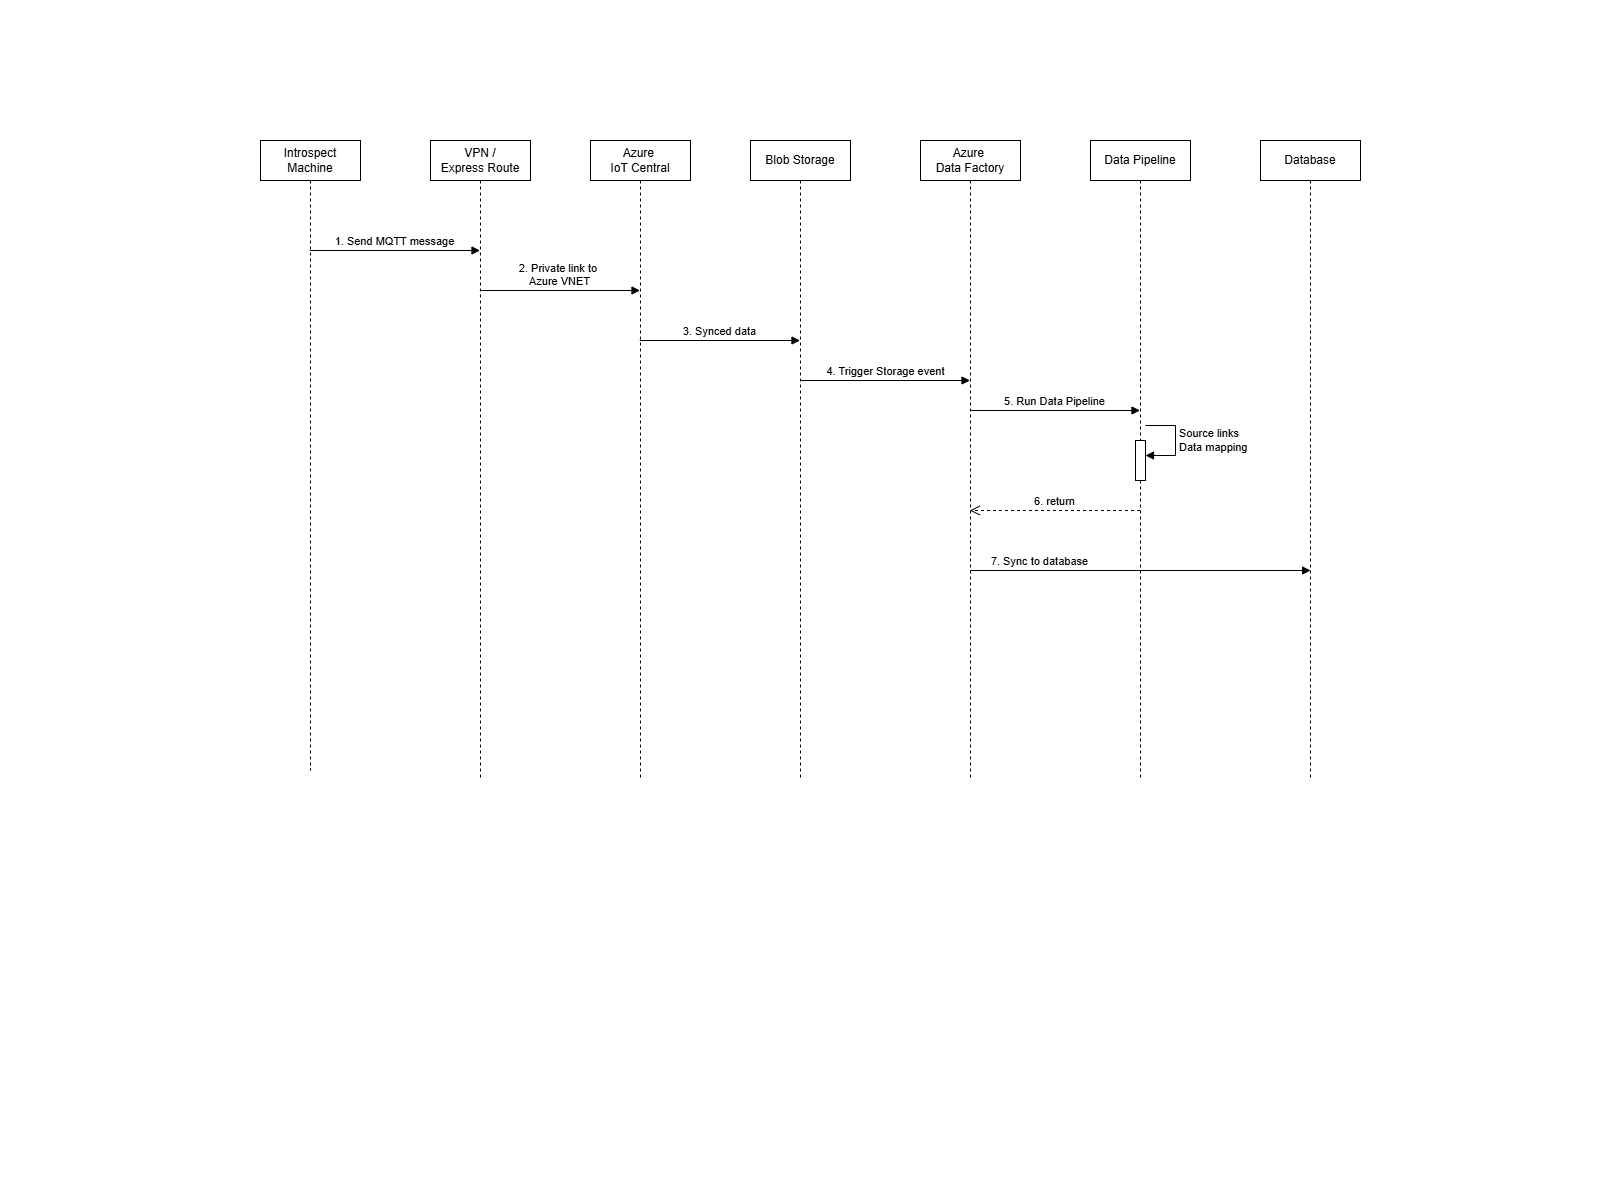 Introspect
Machine
VPN /
Express Route
Azure
IoT Central
Blob Storage
Azure
Data Factory
Data Pipeline
Database
1. Send MQTT message
2. Private link to
Azure VNET
3. Synced data
4. Trigger Storage event
5. Run Data Pipeline
Source links
Data mapping
6. return
7. Sync to database